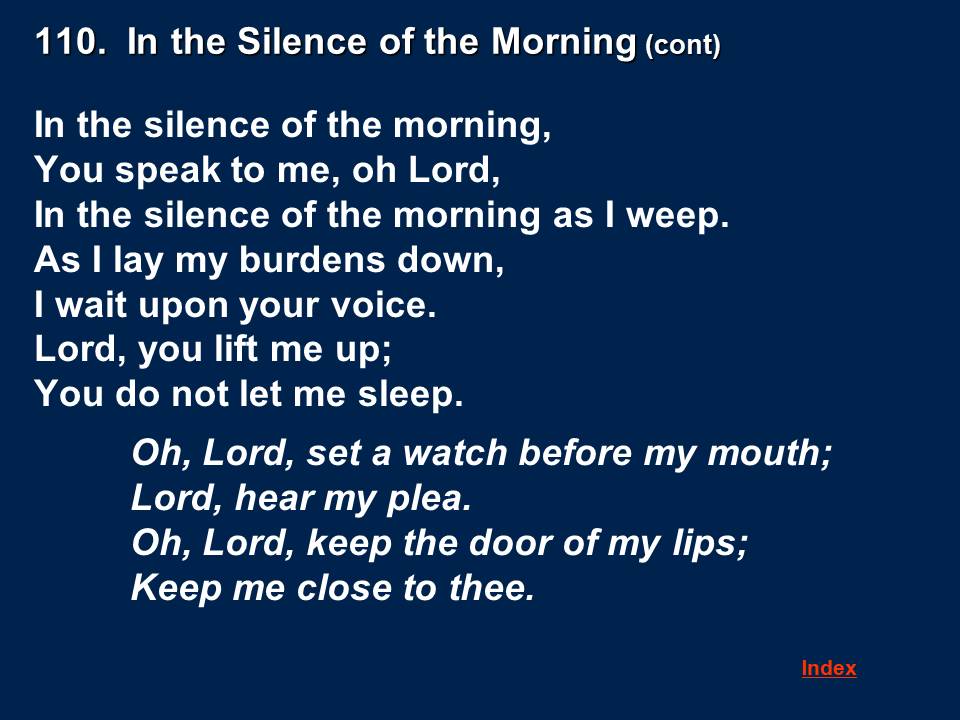 110. In the Silence of the Morning (cont)
In the silence of the morning,
You speak to me, oh Lord,
In the silence of the morning as I weep.
As I lay my burdens down,
I wait upon your voice.
Lord, you lift me up;
You do not let me sleep.
Oh, Lord, set a watch before my mouth;
Lord, hear my plea.
Oh, Lord, keep the door of my lips;
Keep me close to thee.
Index